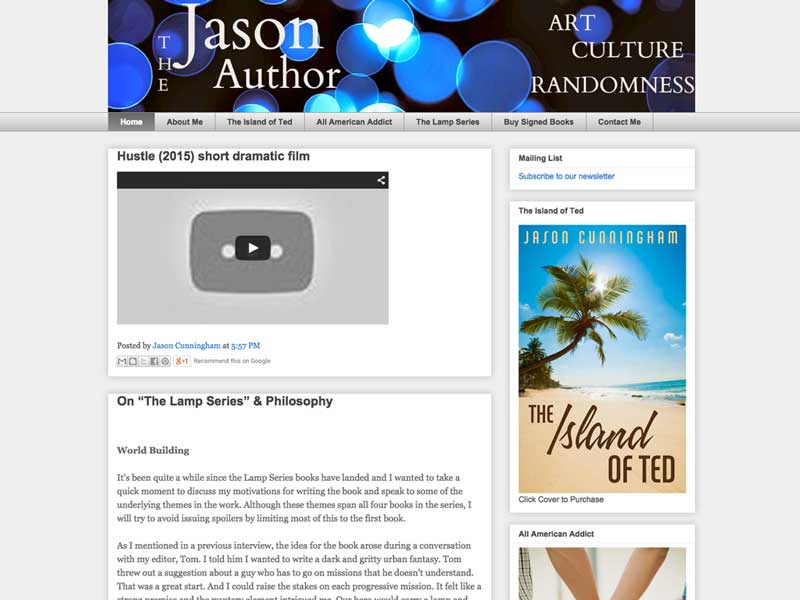 THE
Jason
Author
ART
CULTURE
RANDOMNESS
Home About Me The Island of Ted All American Addict The Lamp Series Buy Signed Books Contact Me
Hustle (2015) short dramatic film
Posted by Jason Cunningham at 5:57 PM
g+1 Recommend this on Google
On “The Lamp Series” & Philosophy
World Building
It's been quite a while since the Lamp Series books have landed and I wanted to take a
quick moment to discuss my motivations for writing the book and speak to some of the
underlying themes in the work. Although these themes span all four books in the series, I
will try to avoid issuing spoilers by limiting most of this to the first book.
As I mentioned in a previous interview, the idea for the book arose during a conversation
with my editor, Tom. I told him I wanted to write a dark and gritty urban fantasy. Tom
threw out a suggestion about a guy who has to go on missions that he doesn't understand.
That was a great start. And I could raise the stakes on each progressive mission. It felt like a
Mailing List
Subscribe to our newsletter
The Island of Ted
JASON CUNNINGHAM
THE
Island
OF TED
Click Cover to Purchase
All American Addict